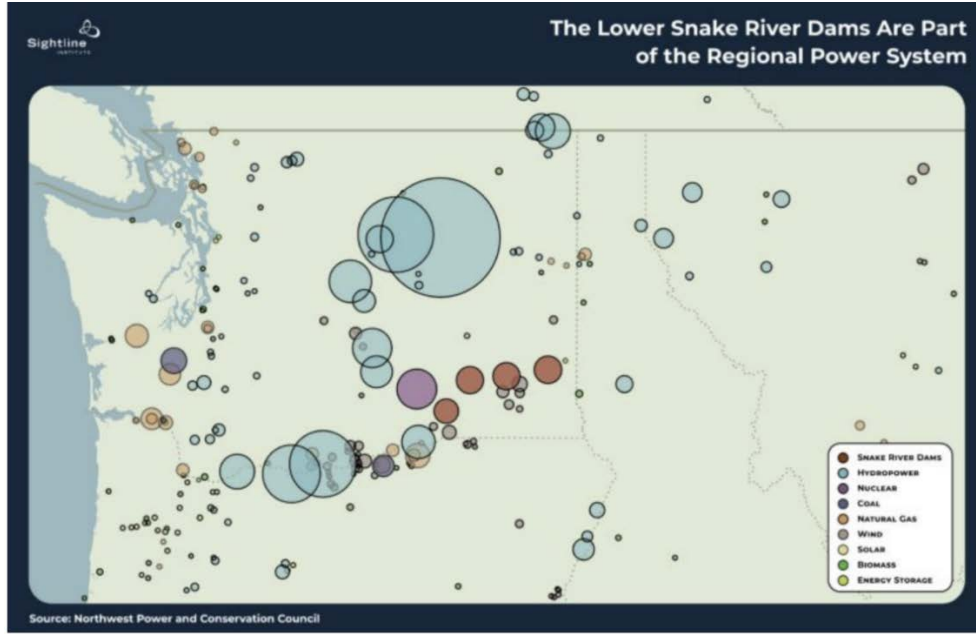 Sightline
INSTITUTE
The Lower Snake River Dams Are Part
of the Regional Power System
SNAKE RIVER DAMS
HYDROPOWER
NUCLEAR
COAL
NATURAL GAS
WIND
SOLAR
BIOMASS
ENERGY STORAGE
Source: Northwest Power and Conservation Council